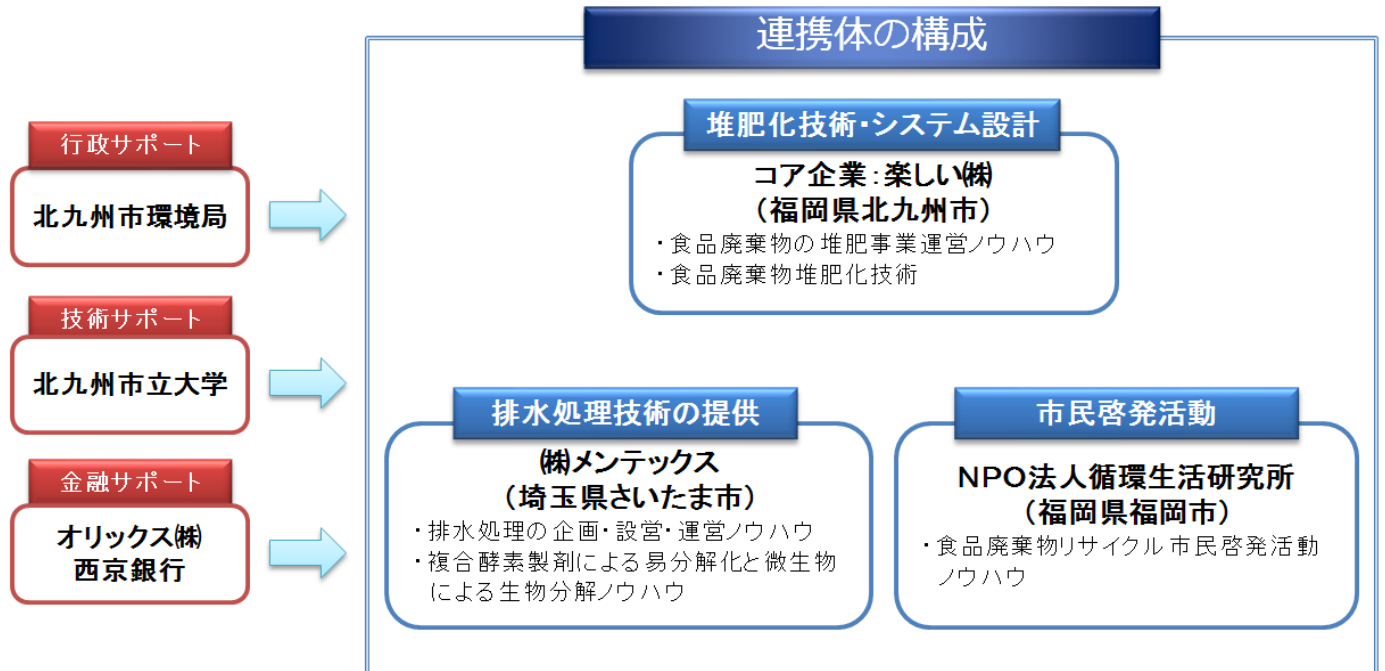 連携体の構成
行政サポート
北九州市環境局
技術サポート
北九州市立大学
金融サポート
オリックス㈱
西京銀行
堆肥化技術・システム設計
コア企業：楽しい㈱
（福岡県北九州市）
・食品廃棄物の堆肥事業運営ノウハウ
・食品廃棄物堆肥化技術
排水処理技術の提供
㈱メンテックス
（埼玉県さいたま市）
・排水処理の企画・設営・運営ノウハウ
・複合酵素製剤による易分解化と微生物
による生物分解ノウハウ
市民啓発活動
NPO法人循環生活研究所
（福岡県福岡市）
・食品廃棄物リサイクル市民啓発活動
ノウハウ